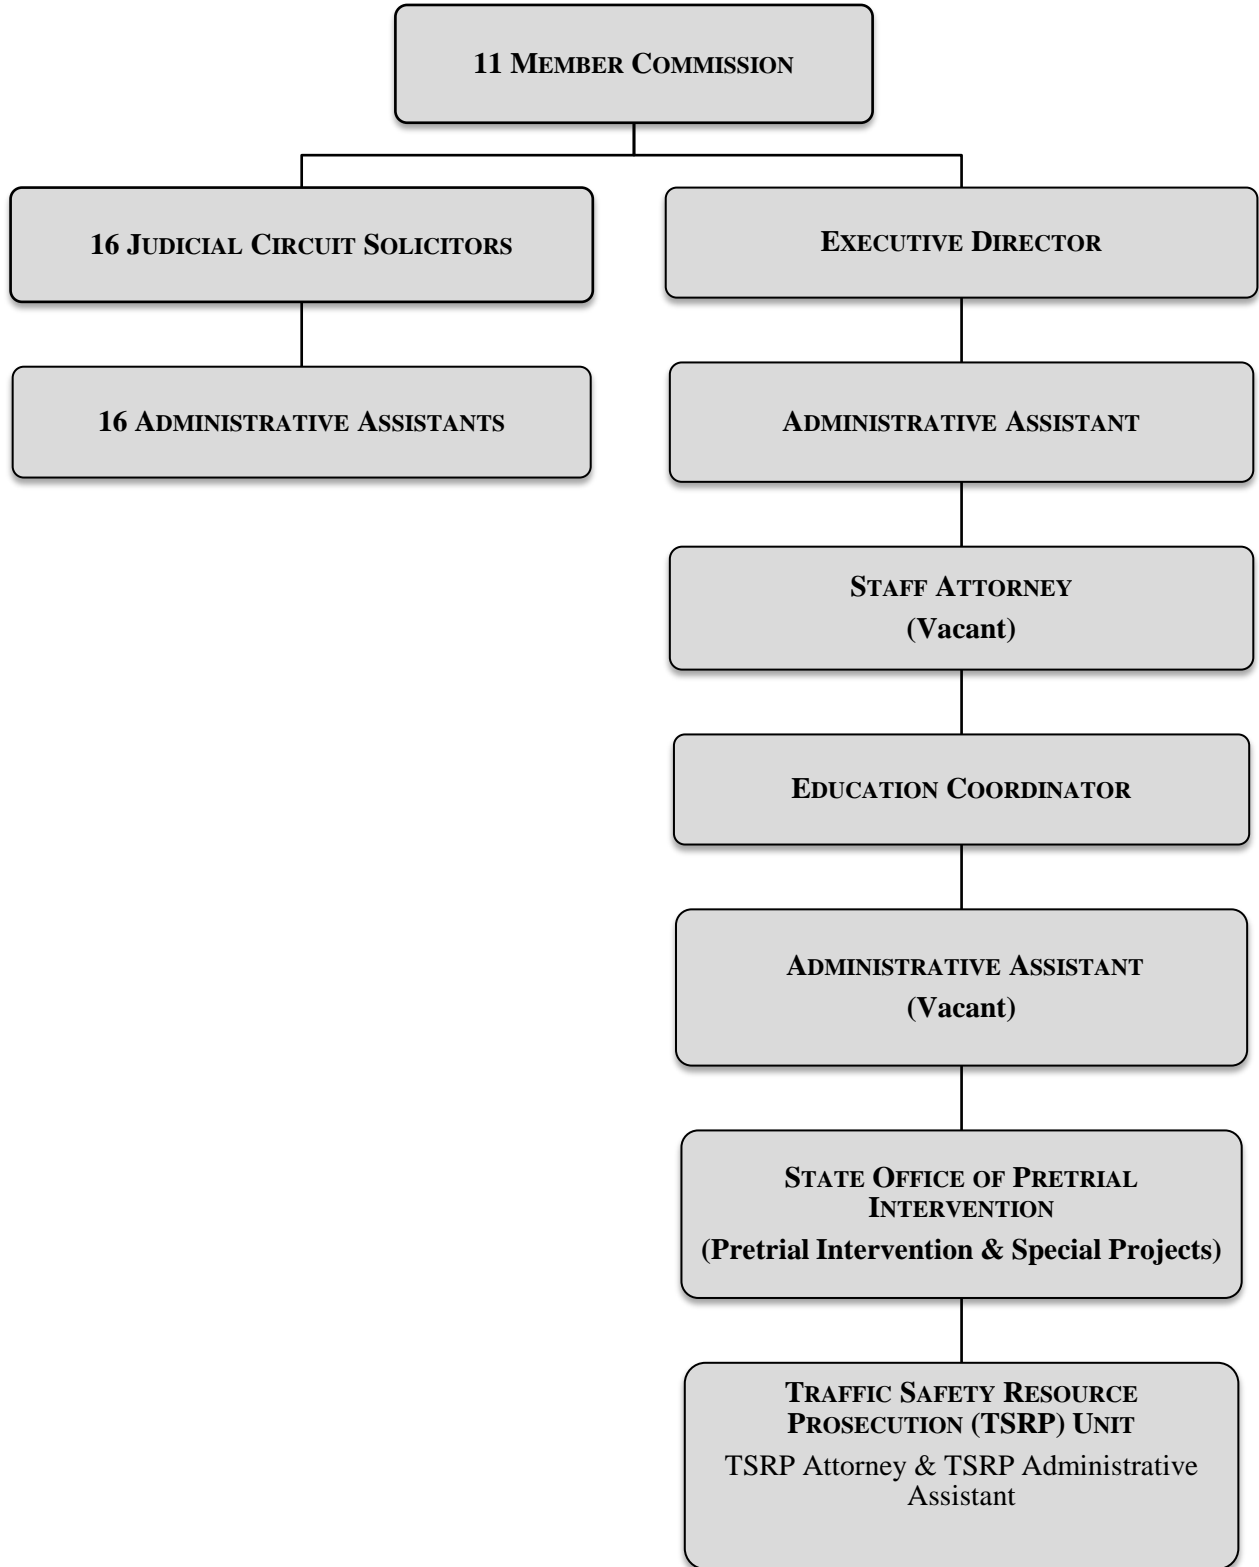 11 MEMBER COMMISSION
16 JUDICIAL CIRCUIT SOLICITORS
EXECUTIVE DIRECTOR
16 ADMINISTRATIVE ASSISTANTS
ADMINISTRATIVE ASSISTANT
STAFF ATTORNEY
(Vacant)
EDUCATION COORDINATOR
ADMINISTRATIVE ASSISTANT
(Vacant)
STATE OFFICE OF PRETRIAL
INTERVENTION
(Pretrial Intervention & Special Projects)
TRAFFIC SAFETY RESOURCE
PROSECUTION (TSRP) UNIT
TSRP Attorney & TSRP Administrative
Assistant